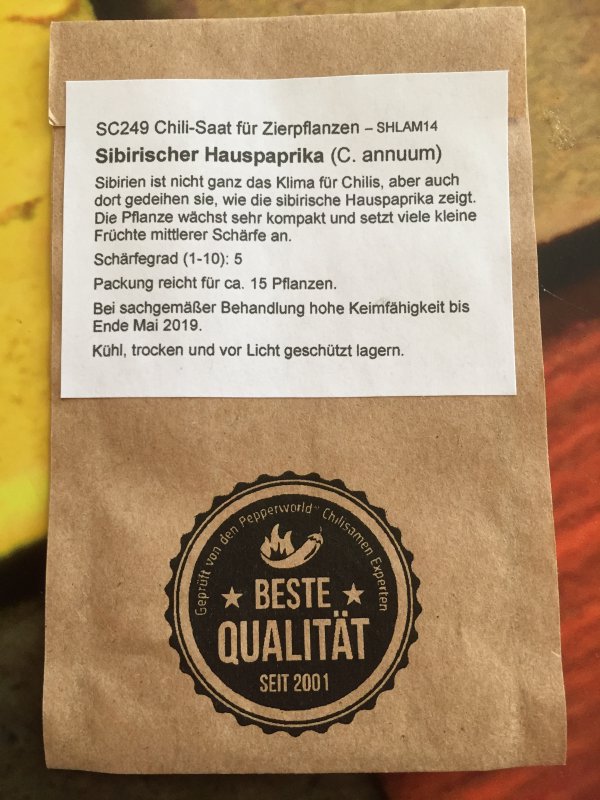 SC249 Chili-Saat für Zierpflanzen – SHLAM14
Sibirischer Hauspaprika (C. annuum)
Sibirien ist nicht ganz das Klima für Chilis, aber auch
dort gedeihen sie, wie die sibirische Hauspaprika zeigt.
Die Pflanze wächst sehr kompakt und setzt viele kleine
Früchte mittlerer Schärfe an.
Schärfegrad (1-10): 5
Packung reicht für ca. 15 Pflanzen.
Bei sachgemäßer Behandlung hohe Keimfähigkeit bis
Ende Mai 2019.
Kühl, trocken und vor Licht geschützt lagern.
Geprüft von den Pepperworld™ Chilisamen Experten
BESTE
QUALITÄT
SEIT 2001